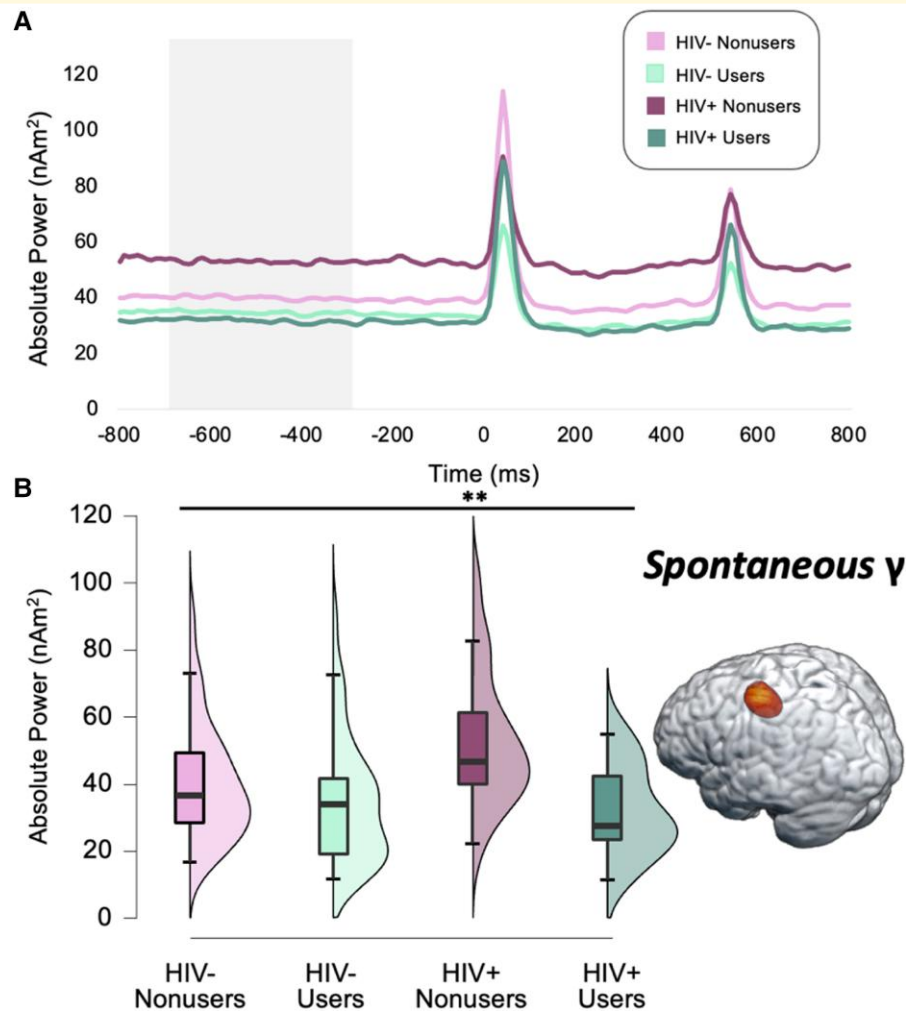 A
HIV- Nonusers
HIV- Users
HIV+ Nonusers
HIV+ Users
Absolute Power (nAm²)
120
100
80
60
40
20
0
-800 -600 -400 -200 0 200 400 600 800
Time (ms)
B
**
Absolute Power (nAm²)
120
100
80
60
40
20
0
Spontaneous γ
HIV- HIV- HIV+ HIV+
Nonusers Users Nonusers Users